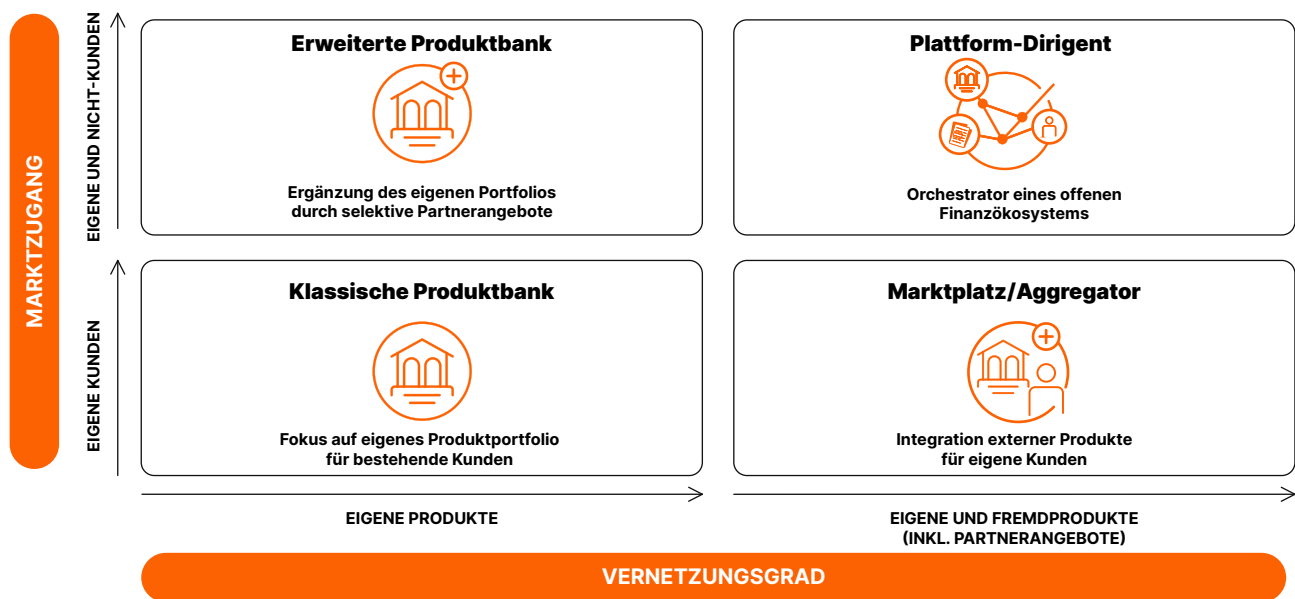 MARKTZUGANG
EIGENE UND NICHT-KUNDEN
Erweiterte Produktbank
Ergänzung des eigenen Portfolios
durch selektive Partnerangebote
Plattform-Dirigent
Orchestrator eines offenen
Finanzökosystems
EIGENE KUNDEN
Klassische Produktbank
Fokus auf eigenes Produktportfolio
für bestehende Kunden
Marktplatz/Aggregator
Integration externer Produkte
für eigene Kunden
EIGENE PRODUKTE
EIGENE UND FREMDPRODUKTE
(INKL. PARTNERANGEBOTE)
VERNETZUNGSGRAD